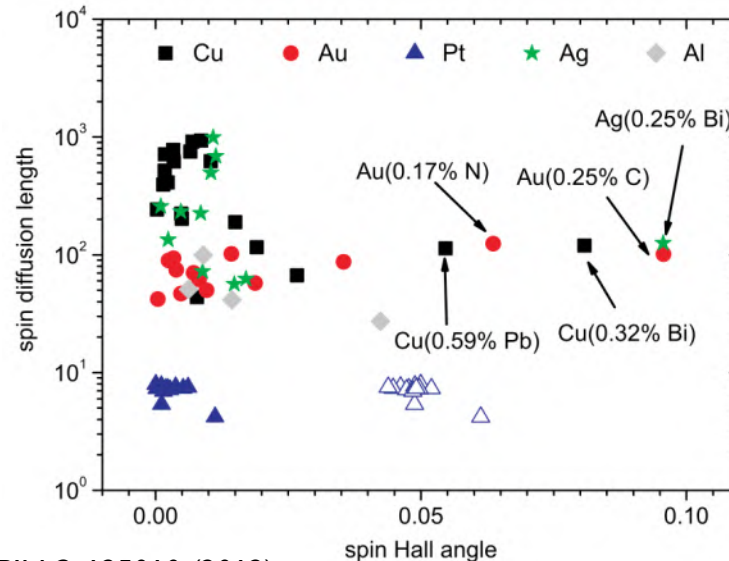 10⁴
Cu Au Pt Ag Al
Ag(0.25% Bi)
10³
Au(0.17% N)
Au(0.25% C)
10²
Cu(0.59% Pb)
Cu(0.32% Bi)
10¹
10⁰
spin diffusion length
0.00 0.05 0.10
spin Hall angle